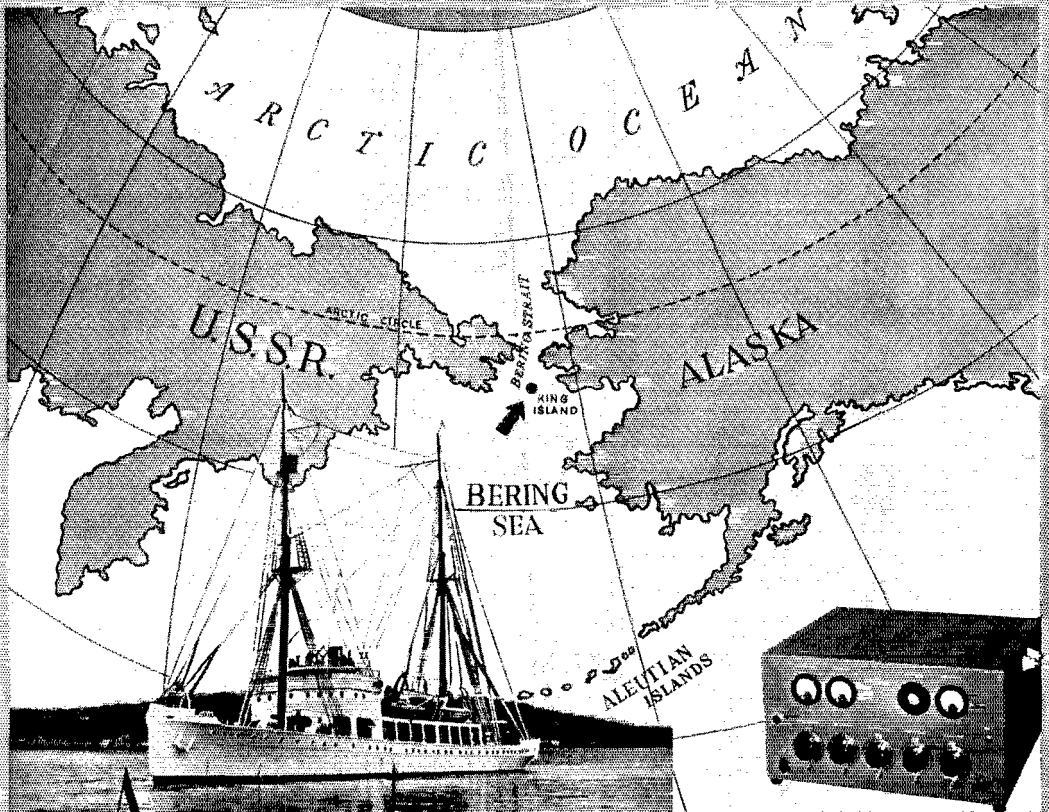 ARCTIC OCEAN
BERING STRAIT
ARCTIC CIRCLE
U.S.S.R.
ALASKA
KING
ISLAND
BERING
SEA
ALEUTIAN
ISLANDS